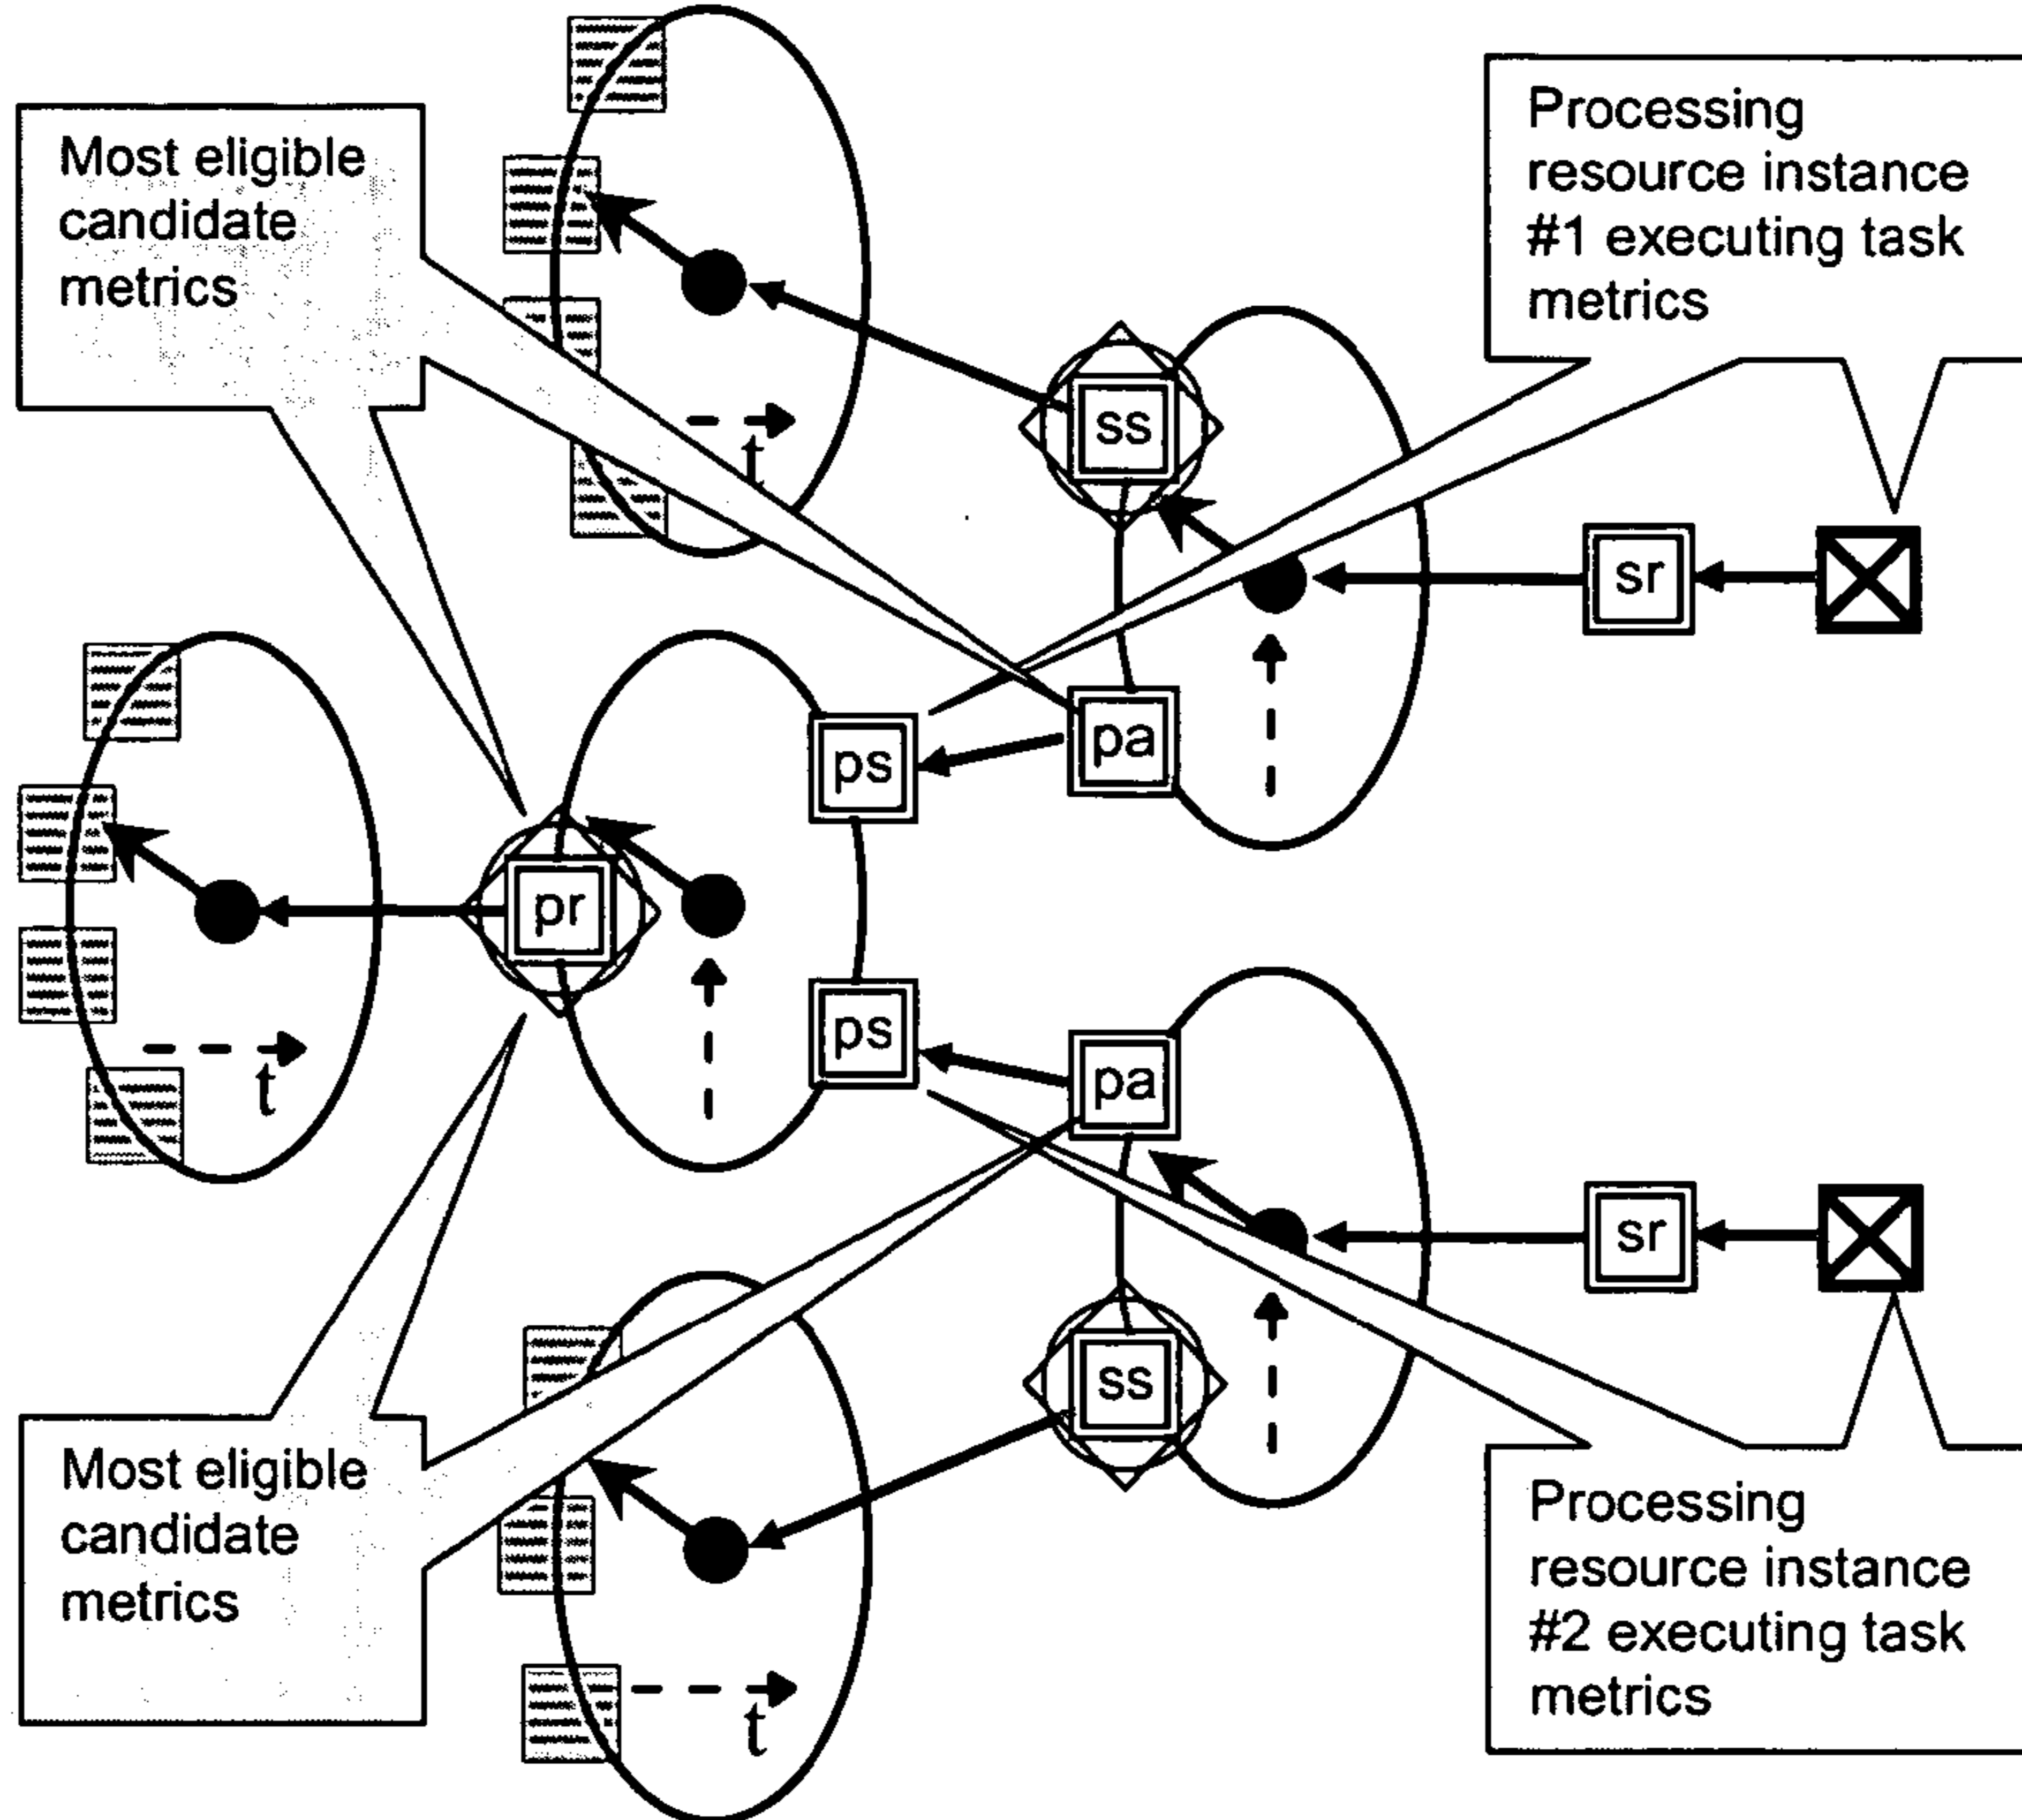 Most eligible
candidate
metrics
Processing
resource instance
#1 executing task
metrics
t
ss
sr
pa
ps
pr
t
ps
pa
sr
ss
t
Most eligible
candidate
metrics
Processing
resource instance
#2 executing task
metrics